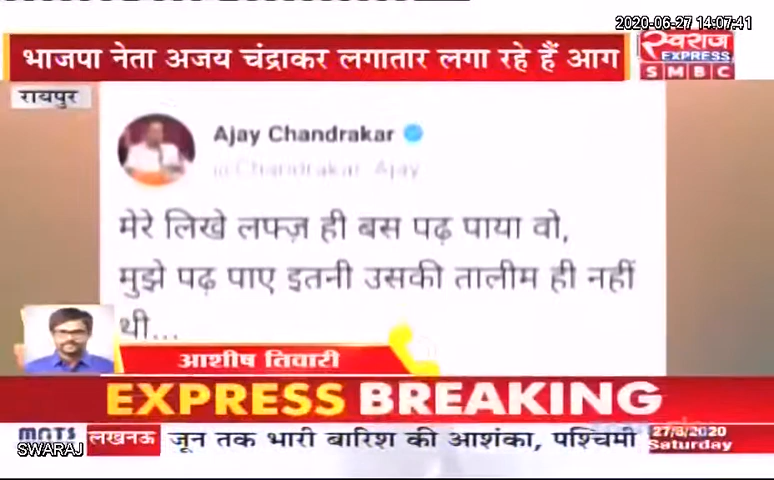 2020-06-27 14:07:41
भाजपा नेता अजय चंद्राकर लगातार लगा रहे हैं आग
स्वराज
EXPRESS
SMBC
रायपुर
Ajay Chandrakar
@Chandrakar_Ajay
मेरे लिखे लफ्ज़ ही बस पढ़ पाया वो,
मुझे पढ़ पाए इतनी उसकी तालीम ही नहीं
थी...
आशीष तिवारी
EXPRESS BREAKING
SWARAJ
लखनऊ
जून तक भारी बारिश की आशंका, पश्चिमी
27/6/2020
Saturday